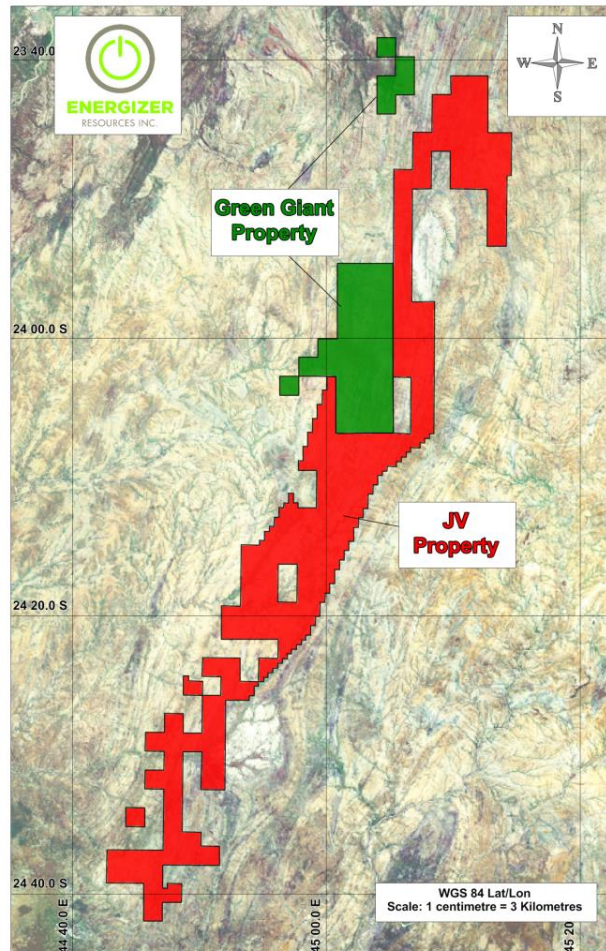 23 40.
ENERGIZER
RESOURCES INC.
N
W
E
S
Green Giant
Property
24 00.0 S
JV
Property
24 20.0 S
24 40.0 S
44 40.0 E
45 00.0 E
45 20.
WGS 84 Lat/Lon
Scale: 1 centimetre = 3 Kilometres